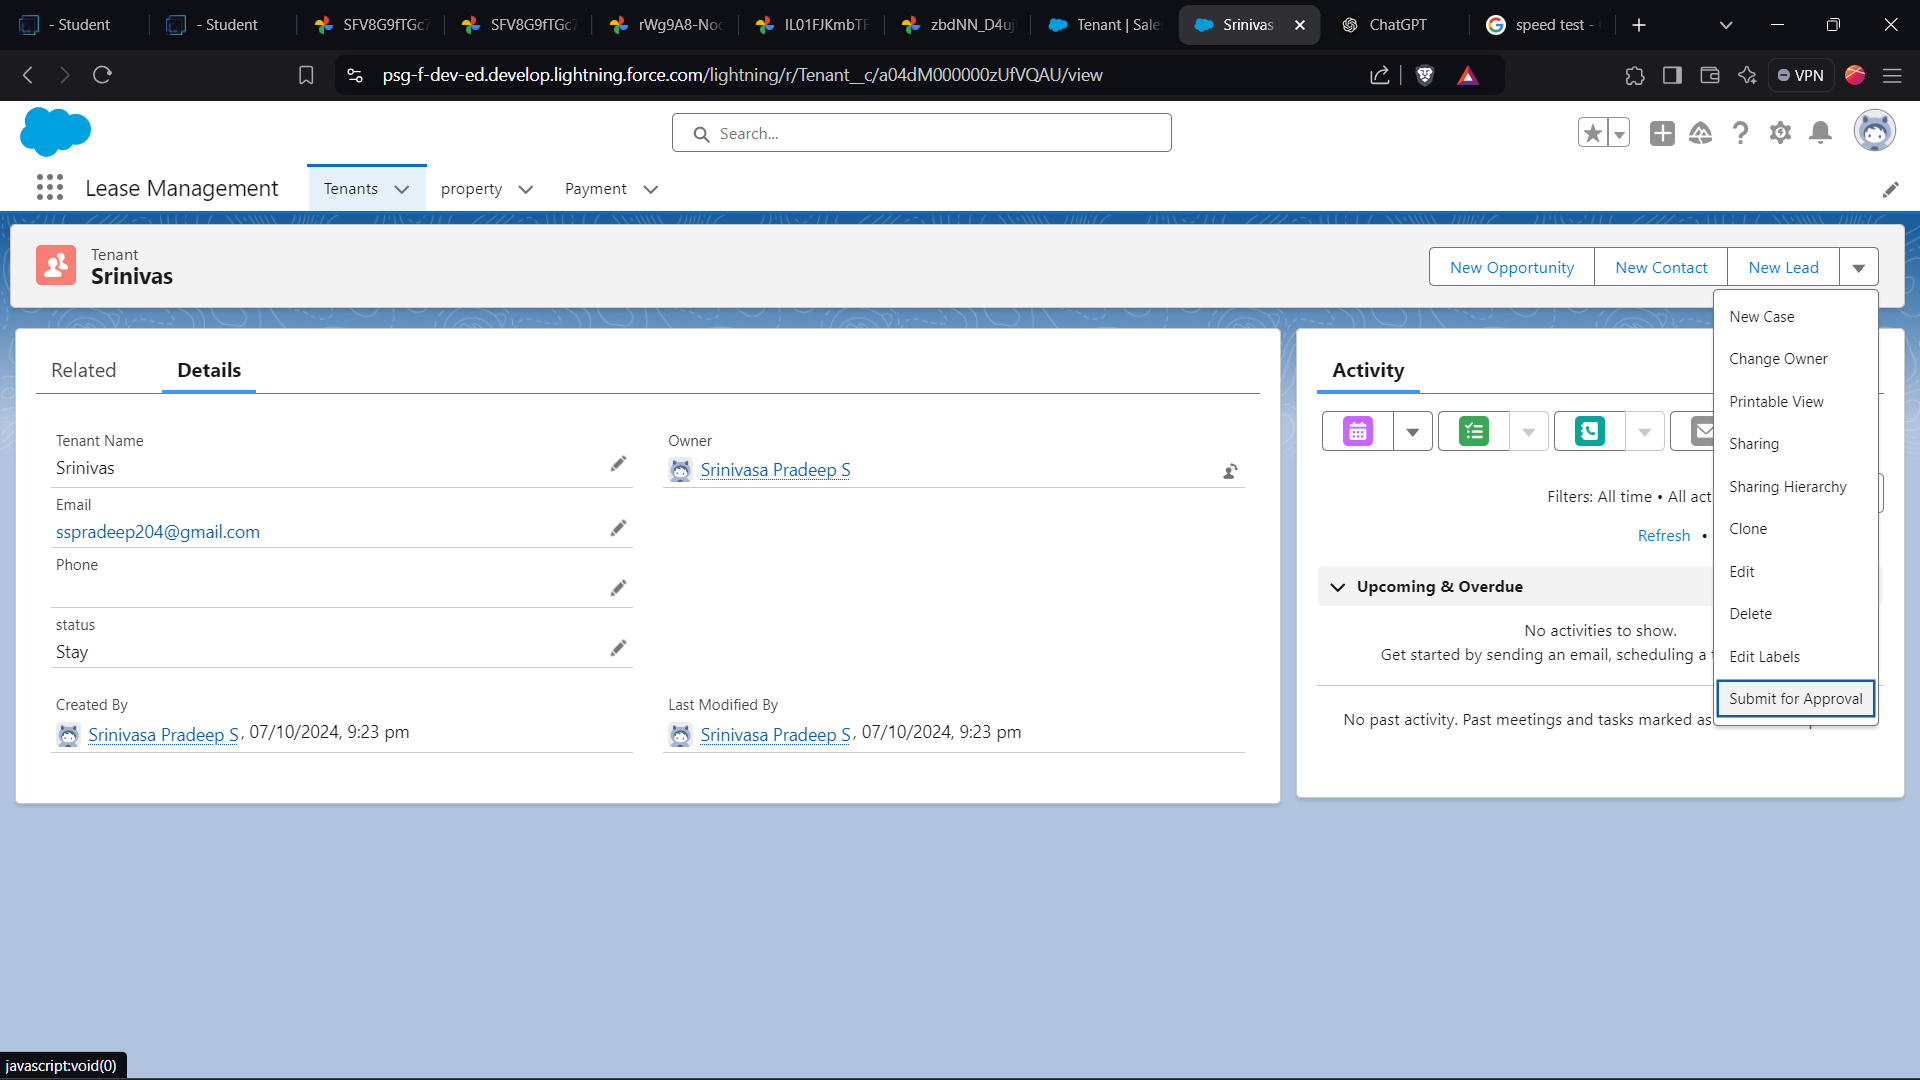 - Student
- Student
SFV8G9fTGc7
SFV8G9fTGc7
rWg9A8-Noc
IL01FJKmbTF
zbdNN_D4uj
Tenant | Sale
Srinivas
ChatGPT
speed test -
psg-f-dev-ed.develop.lightning.force.com/lightning/r/Tenant__c/a04dM000000zUfVQAU/view
VPN
Search...
Lease Management
Tenants
property
Payment
Tenant
Srinivas
New Opportunity
New Contact
New Lead
New Case
Change Owner
Printable View
Sharing
Sharing Hierarchy
Clone
Edit
Delete
Edit Labels
Submit for Approval
Related
Details
Tenant Name
Srinivas
Owner
Srinivasa Pradeep S
Email
sspradeep204@gmail.com
Phone
status
Stay
Created By
Srinivasa Pradeep S, 07/10/2024, 9:23 pm
Last Modified By
Srinivasa Pradeep S, 07/10/2024, 9:23 pm
Activity
Filters: All time • All act
Refresh •
Upcoming & Overdue
No activities to show.
Get started by sending an email, scheduling a
No past activity. Past meetings and tasks marked as
javascript:void(0)